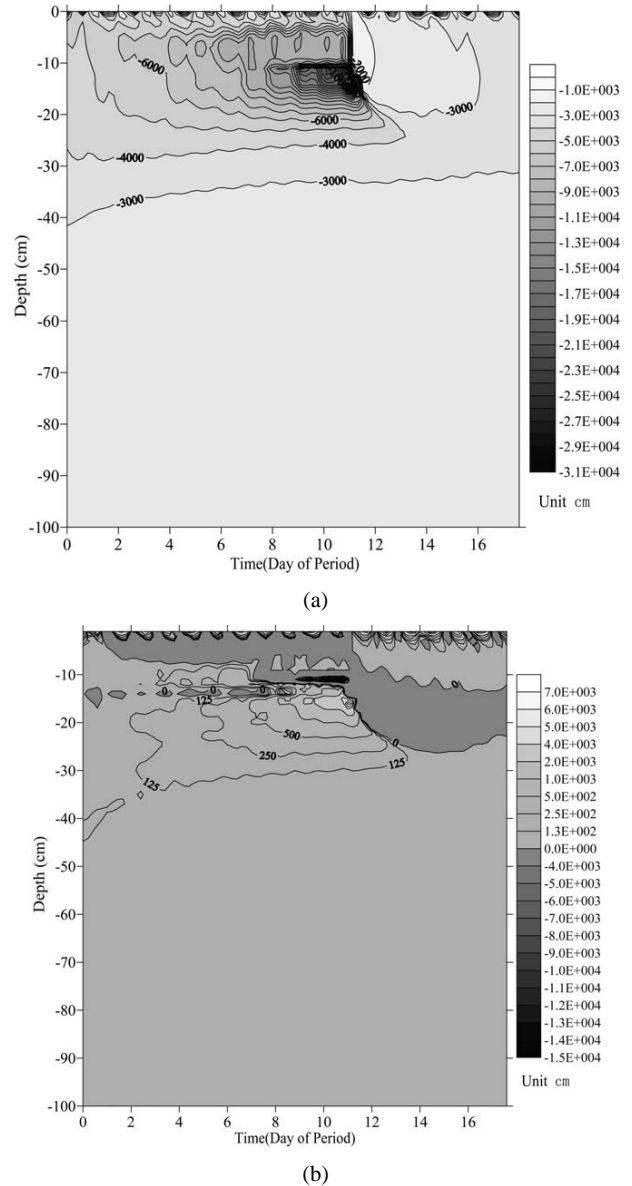 0
-10
-20
-30
-40
-50
-60
-70
-80
-90
-100
Depth (cm)
-6000
-6000
-4000
-4000
-3000
-3000
-3000
-3000
0 2 4 6 8 10 12 14 16
Time(Day of Period)
-1.0E+003
-3.0E+003
-5.0E+003
-7.0E+003
-9.0E+003
-1.1E+004
-1.3E+004
-1.5E+004
-1.7E+004
-1.9E+004
-2.1E+004
-2.3E+004
-2.5E+004
-2.7E+004
-2.9E+004
-3.1E+004
Unit cm
(a)
-10
-20
-30
-40
-50
-60
-70
-80
-90
-100
Depth (cm)
0
0
0
0
0
125
500
250
125
125
0 2 4 6 8 10 12 14 16
Time(Day of Period)
7.0E+003
6.0E+003
5.0E+003
4.0E+003
2.0E+003
1.0E+003
5.0E+002
2.5E+002
1.3E+002
0.0E+000
-4.0E+003
-5.0E+003
-6.0E+003
-7.0E+003
-8.0E+003
-9.0E+003
-1.0E+004
-1.1E+004
-1.2E+004
-1.3E+004
-1.4E+004
-1.5E+004
Unit cm
(b)